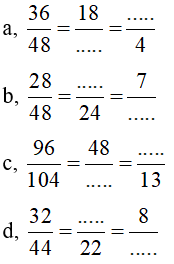 a, 36/48 = 18/..... = ...../4
b, 28/48 = ...../24 = 7/.....
c, 96/104 = 48/..... = ...../13
d, 32/44 = ...../22 = 8/.....